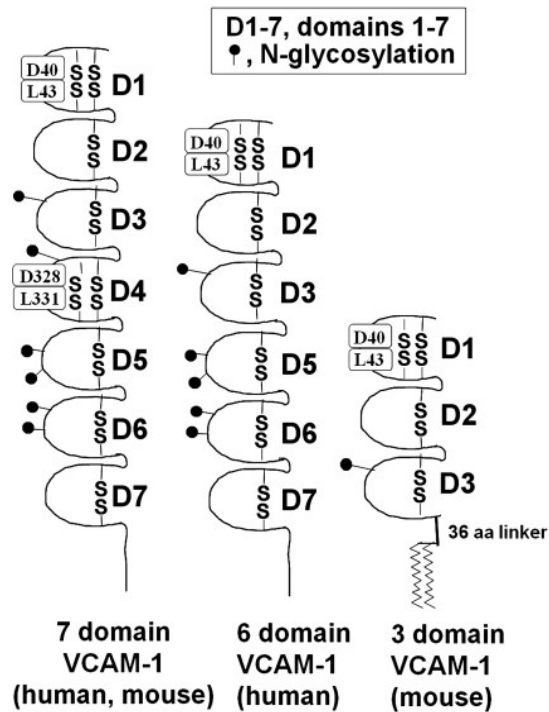 D1-7, domains 1-7
, N-glycosylation
D40
L43
S S
S S
D1
S
S
D2
S
S
D3
D328
L331
S S
S S
D4
S
S
D5
S
S
D6
S
S
D7
7 domain
VCAM-1
(human, mouse)
D40
L43
S S
S S
D1
S
S
D2
S
S
D3
S
S
D5
S
S
D6
S
S
D7
6 domain
VCAM-1
(human)
D40
L43
S S
S S
D1
S
S
D2
S
S
D3
36 aa linker
3 domain
VCAM-1
(mouse)